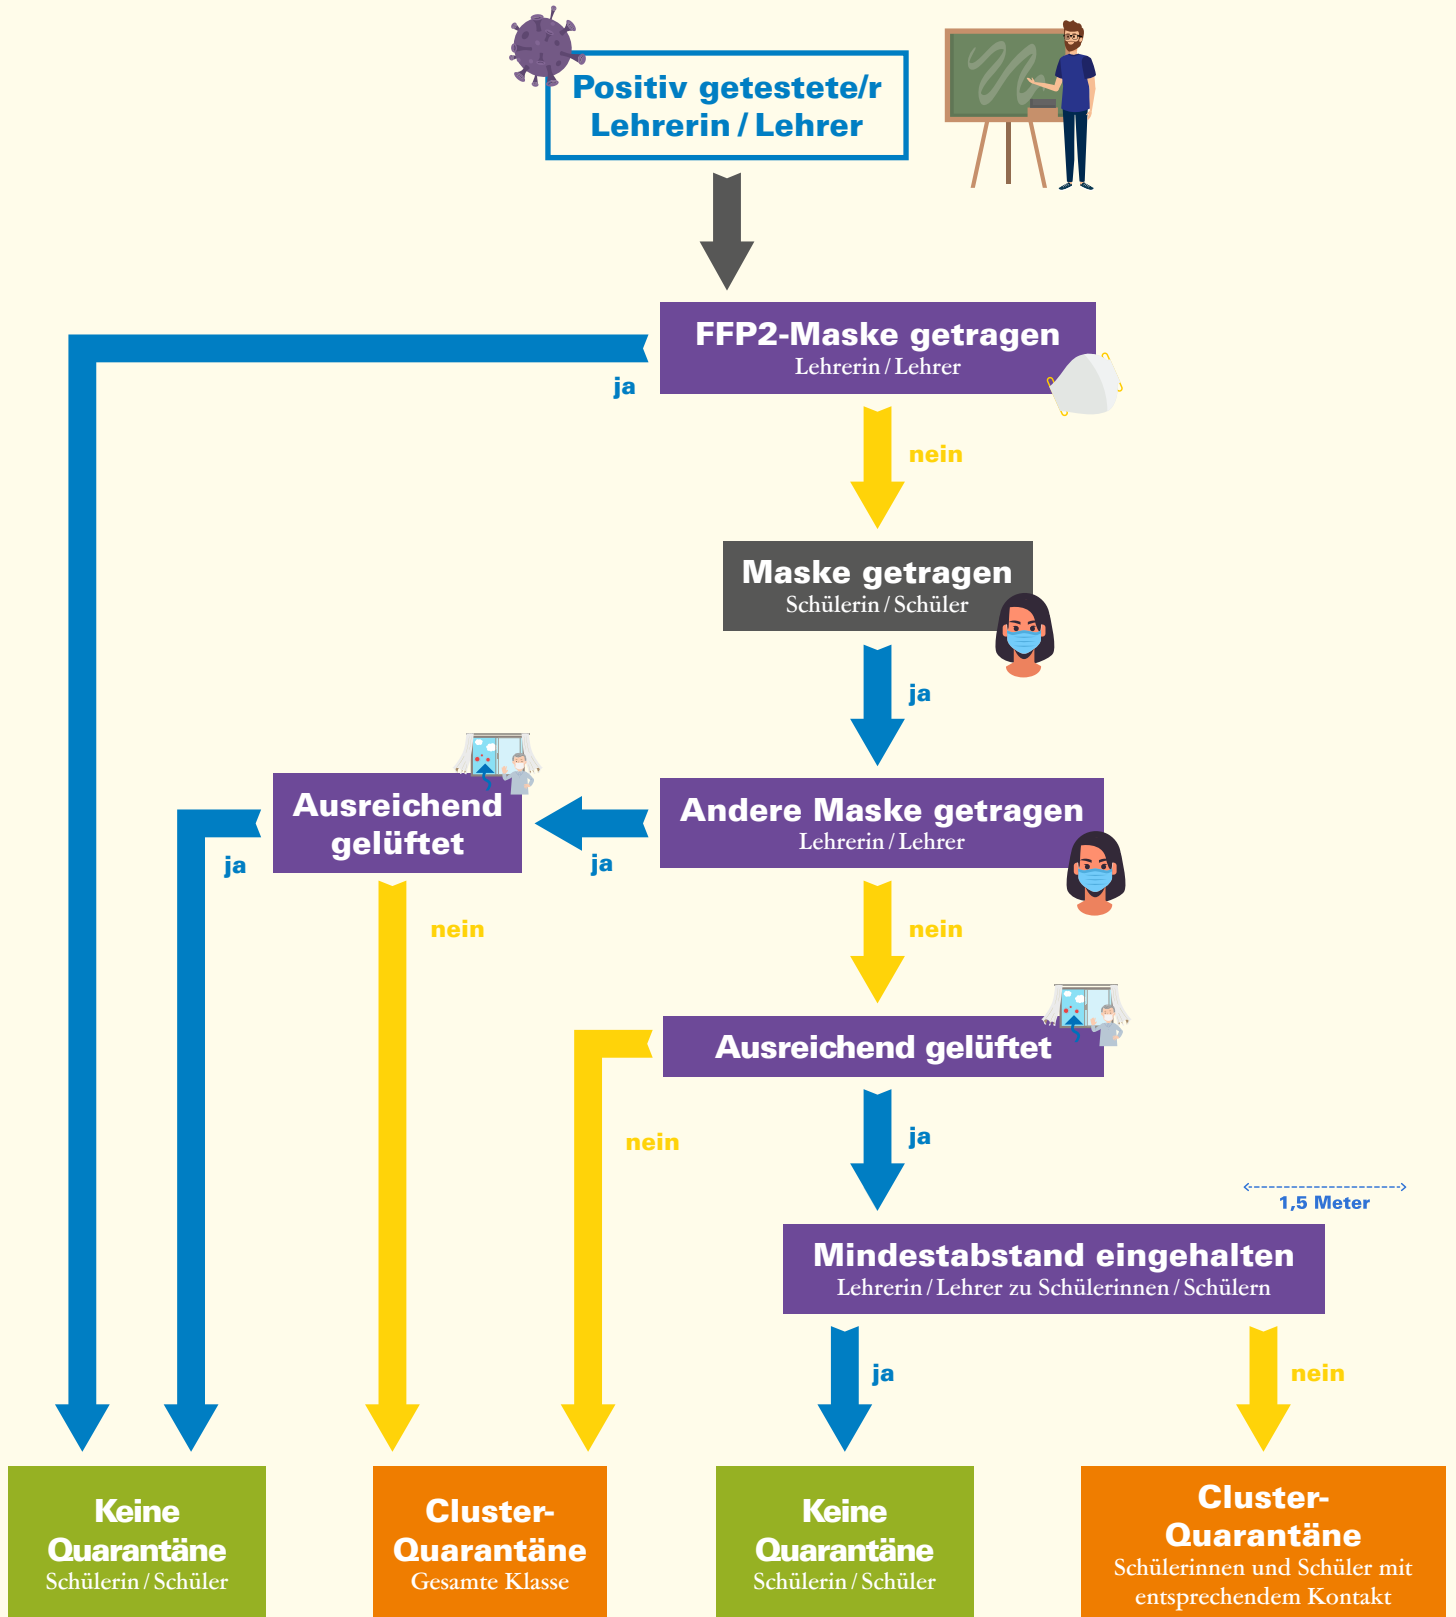 Positiv getestete/r
Lehrerin / Lehrer
FFP2-Maske getragen
Lehrerin / Lehrer
ja
nein
Maske getragen
Schülerin / Schüler
ja
Andere Maske getragen
Lehrerin / Lehrer
ja
Ausreichend
gelüftet
ja
nein
nein
Ausreichend gelüftet
nein
ja
1,5 Meter
Mindestabstand eingehalten
Lehrerin / Lehrer zu Schülerinnen / Schülern
ja
nein
Keine
Quarantäne
Schülerin / Schüler
Cluster-
Quarantäne
Gesamte Klasse
Keine
Quarantäne
Schülerin / Schüler
Cluster-
Quarantäne
Schülerinnen und Schüler mit
entsprechendem Kontakt